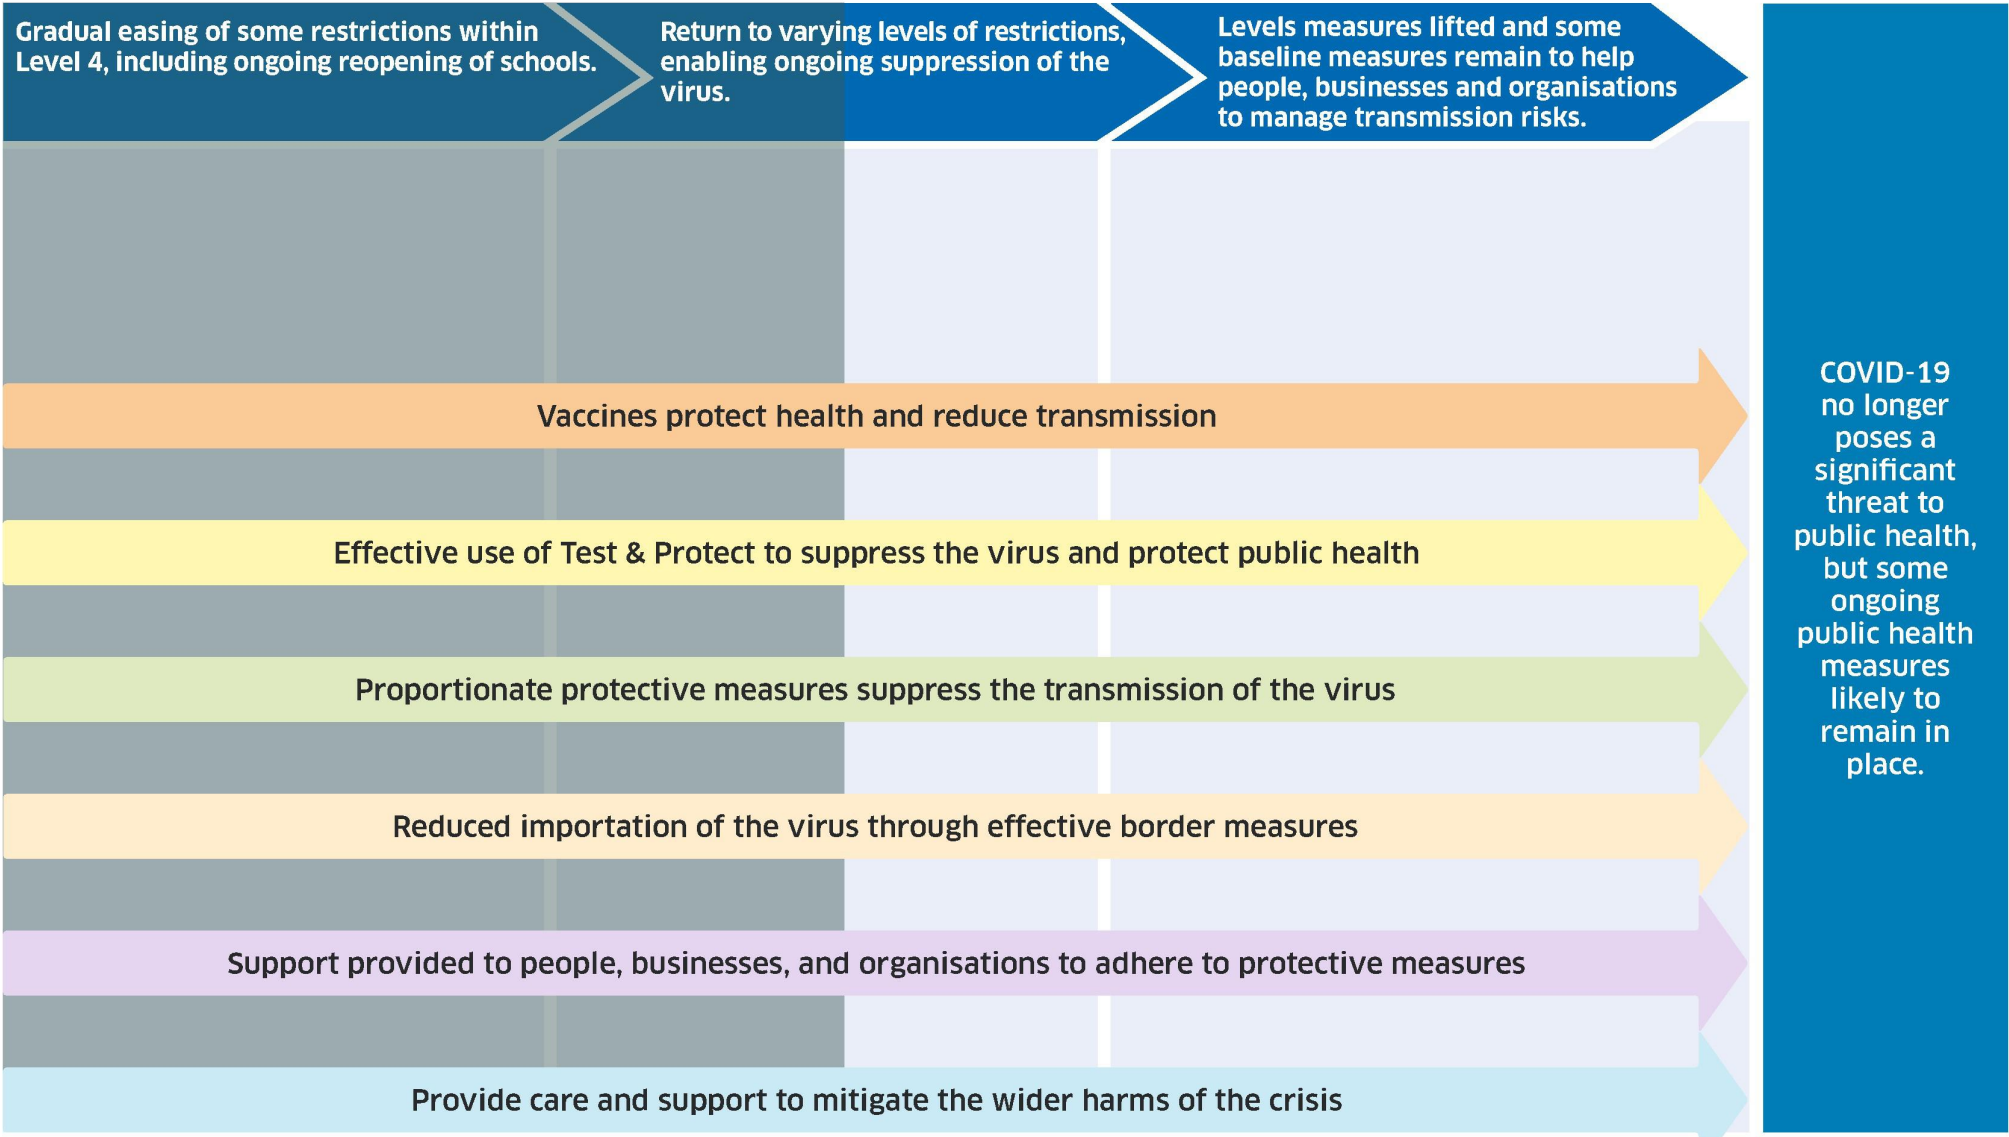 Gradual easing of some restrictions within
Level 4, including ongoing reopening of schools.
Return to varying levels of restrictions,
enabling ongoing suppression of the
virus.
Levels measures lifted and some
baseline measures remain to help
people, businesses and organisations
to manage transmission risks.
Vaccines protect health and reduce transmission
Effective use of Test & Protect to suppress the virus and protect public health
Proportionate protective measures suppress the transmission of the virus
Reduced importation of the virus through effective border measures
Support provided to people, businesses, and organisations to adhere to protective measures
Provide care and support to mitigate the wider harms of the crisis
COVID-19
no longer
poses a
significant
threat to
public health,
but some
ongoing
public health
measures
likely to
remain in
place.